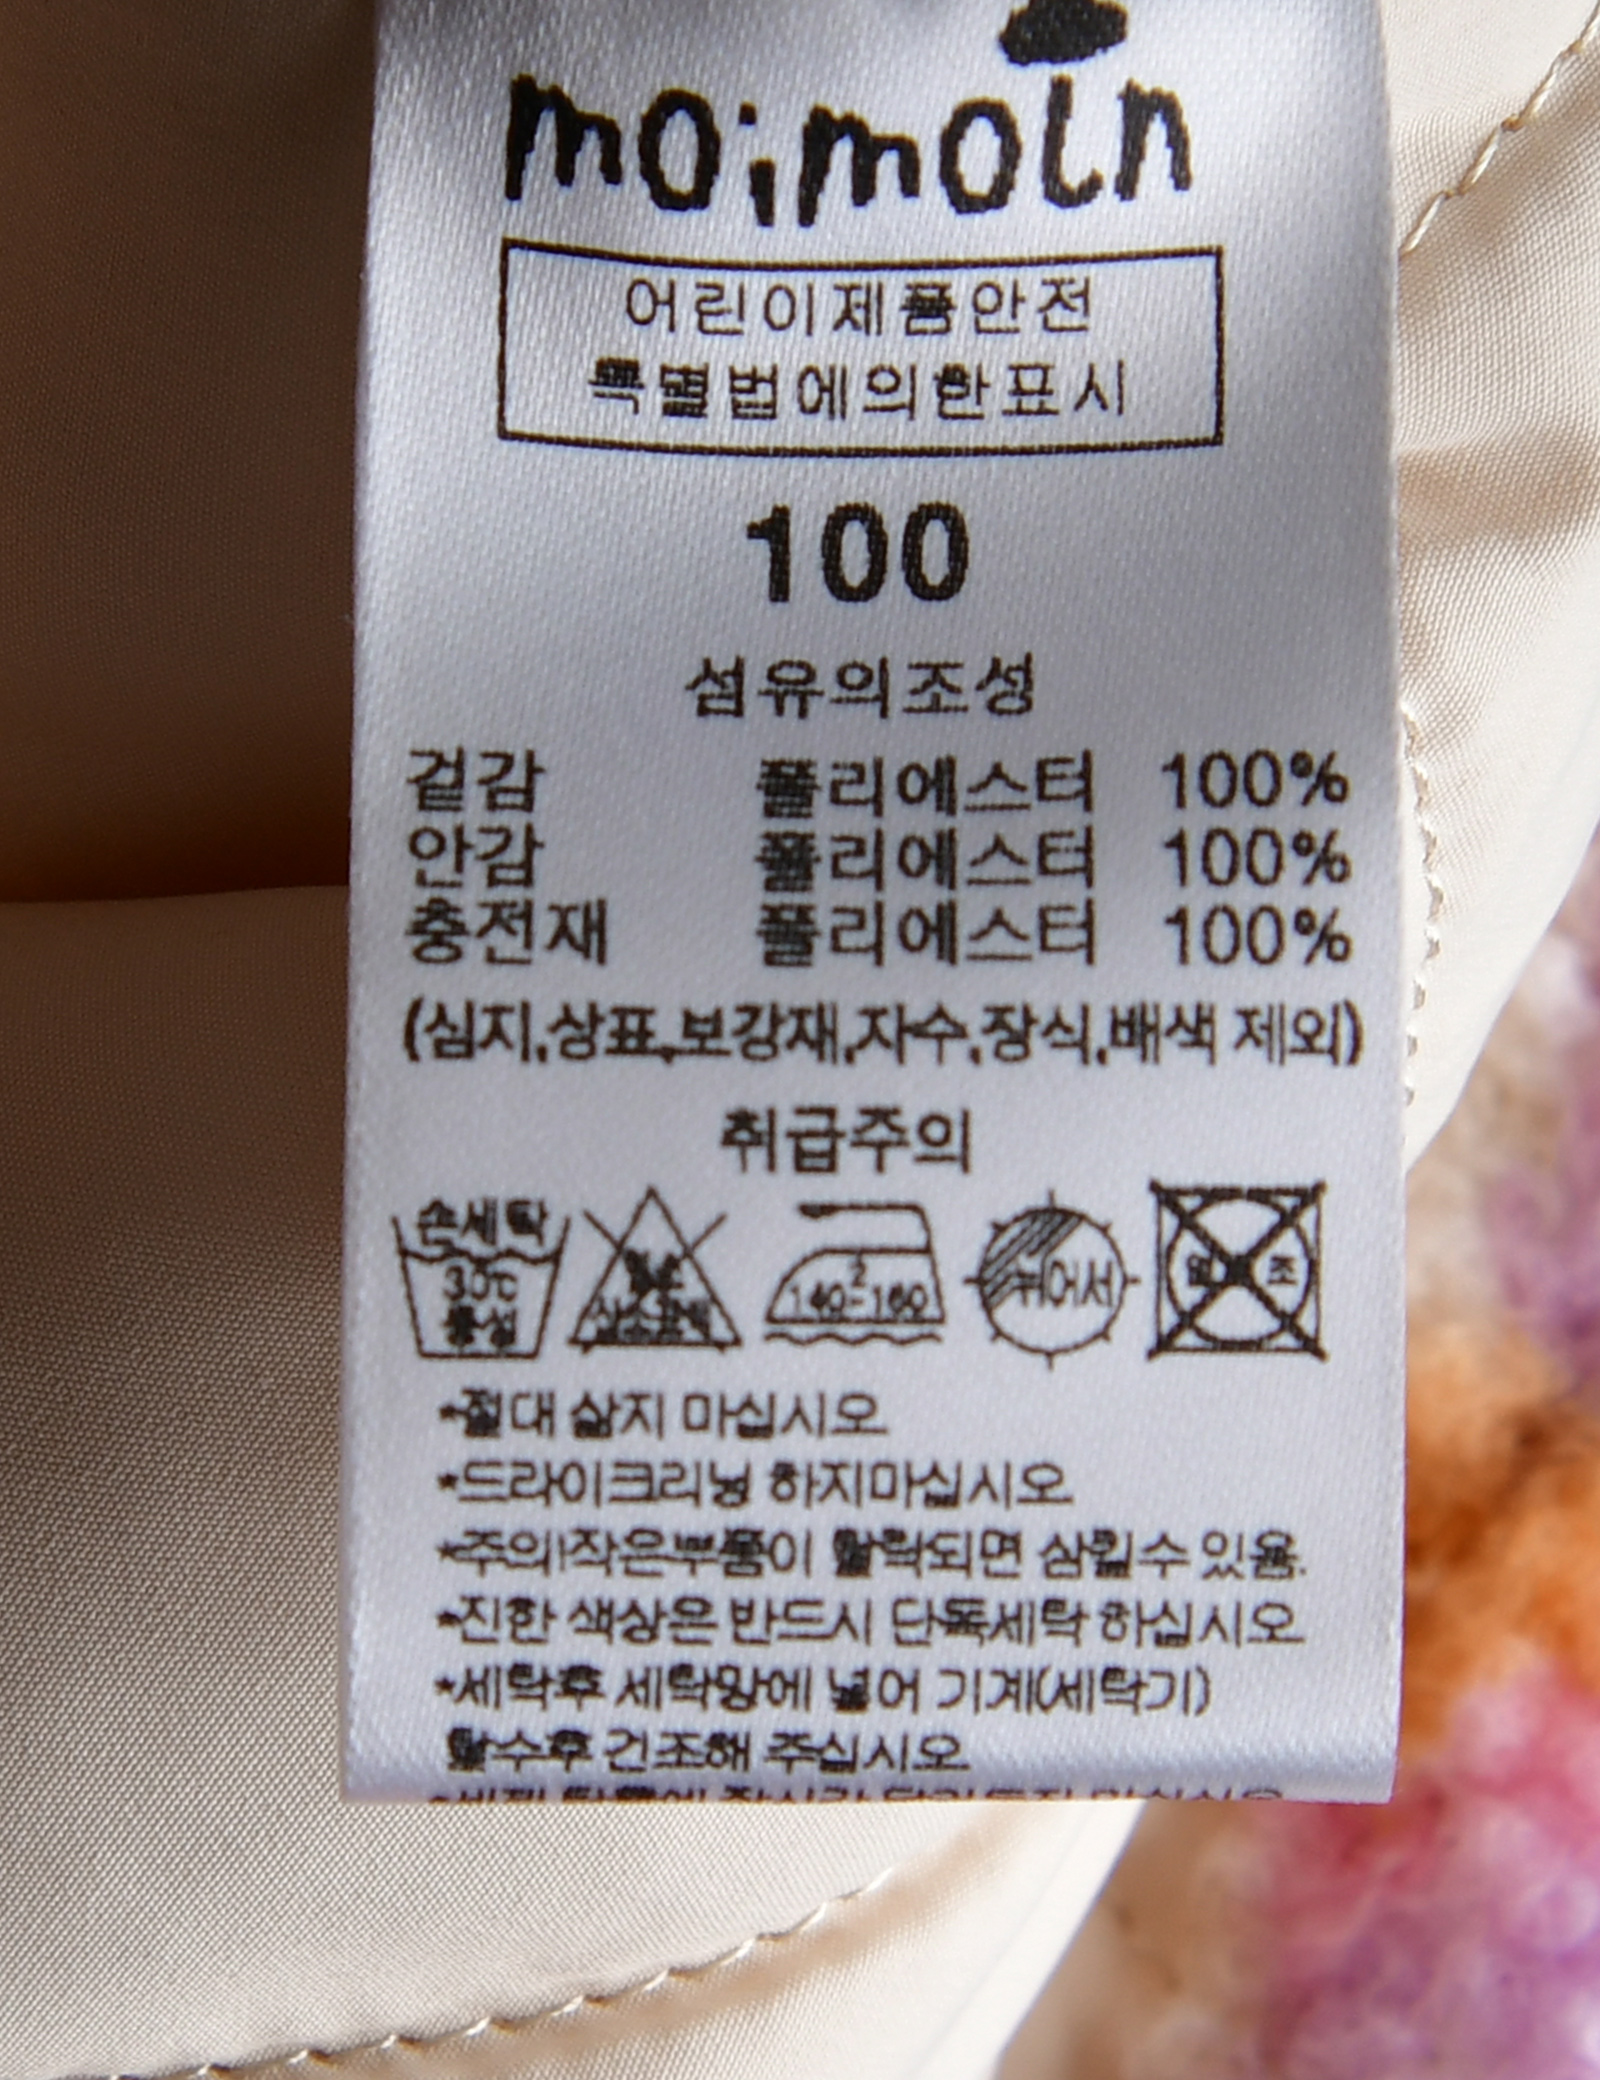 moimoln
어린이제품안전
특별법에의한표시
100
섬유의조성
겉감 폴리에스터 100%
안감 폴리에스터 100%
충전재 폴리에스터 100%
(심지,상표,보강재,자수,장식,배색 제외)
취급주의
손세탁 30℃ 중성
염소 산소표백
2 140-160
뉘어서
*절대 삶지 마십시오
*드라이크리닝 하지마십시오
*주의!작은부품이 탈락되면 삼킬수 있음.
*진한 색상은 반드시 단독세탁 하십시오
*세탁후 세탁망에 넣어 기계(세탁기)
탈수후 건조해 주십시오